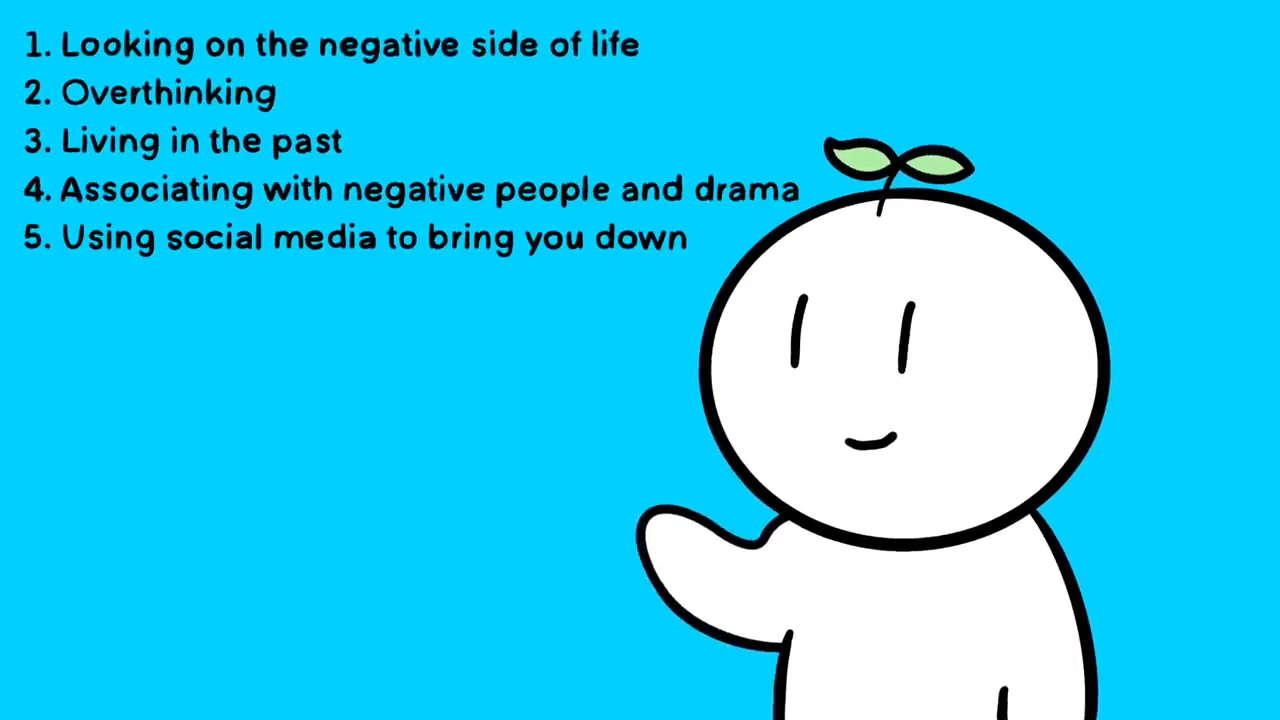 1. Looking on the negative side of life
2. Overthinking
3. Living in the past
4. Associating with negative people and drama
5. Using social media to bring you down